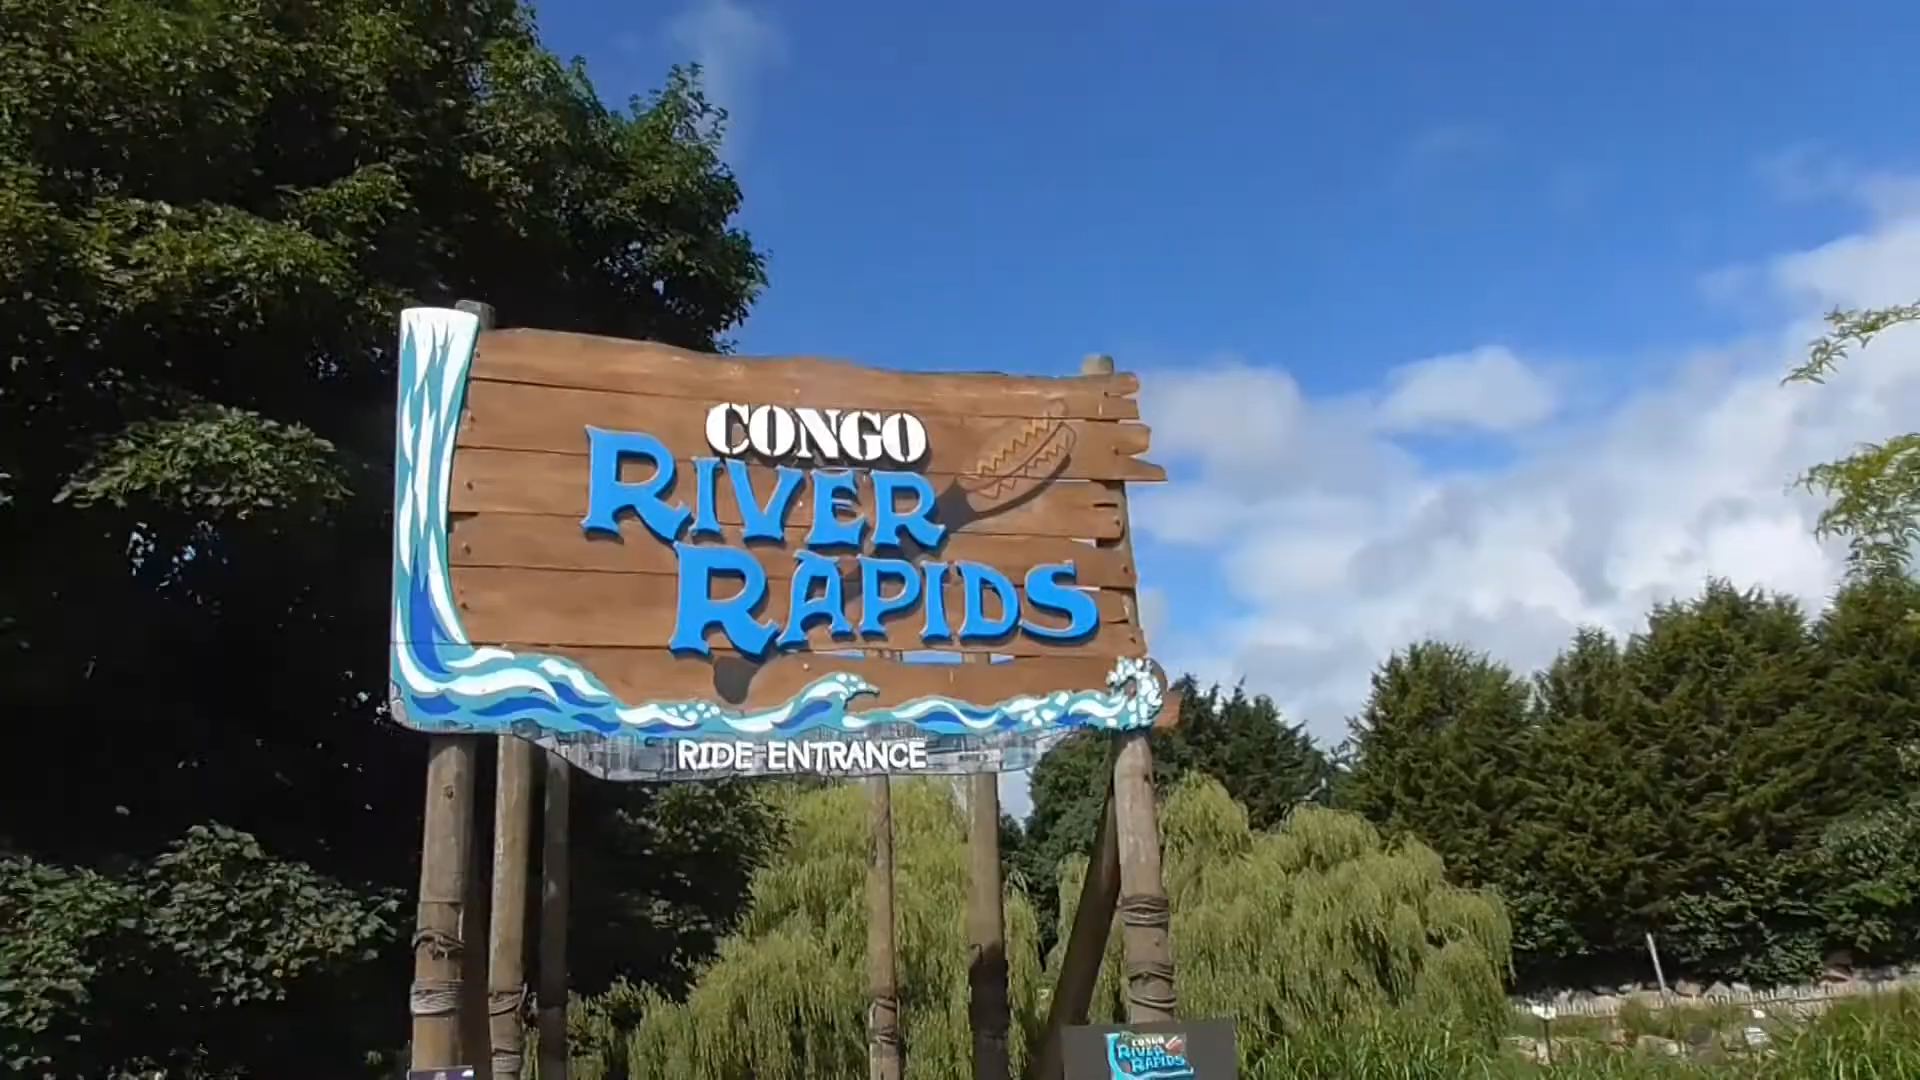 CONGO
RIVER
RAPIDS
RIDE ENTRANCE
CONGO
RIVER
RAPIDS